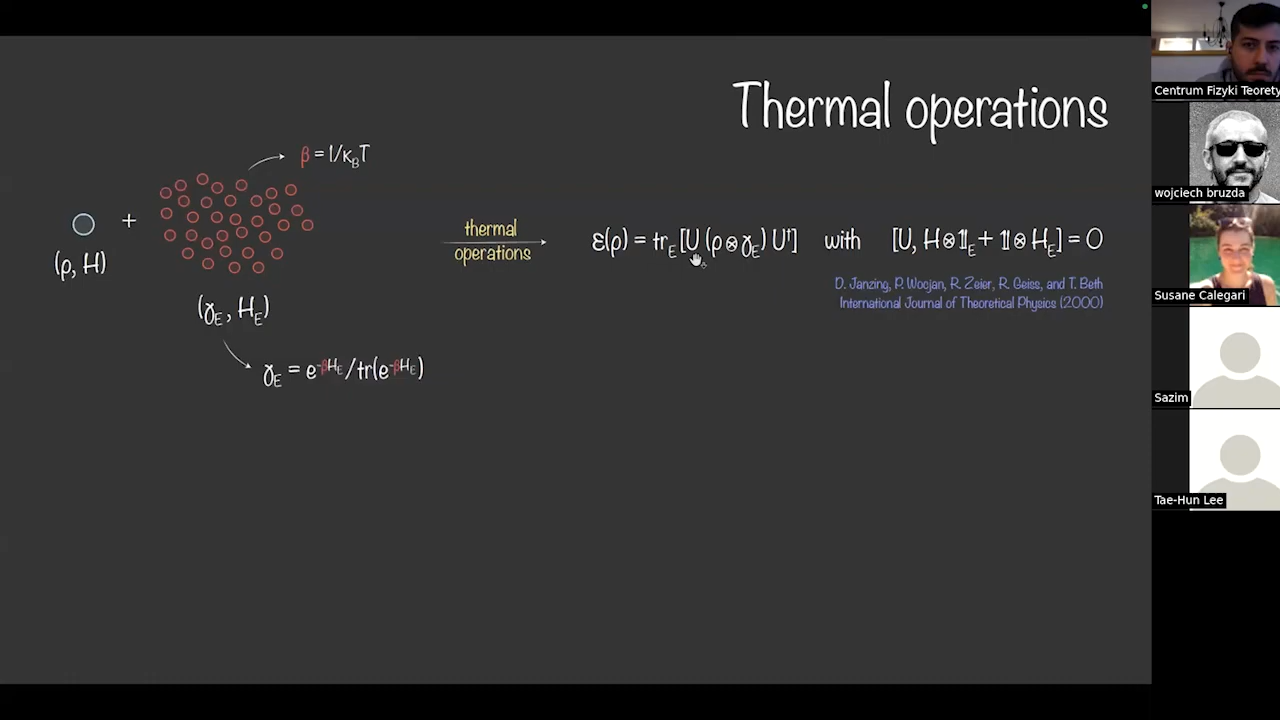 Thermal operations
β = 1/κ_B T
+
(ρ, H)
(γ_E, H_E)
γ_E = e^{-βH_E}/tr(e^{-βH_E})
thermal
operations
ε(ρ) = tr_E [U (ρ⊗γ_E) U†] with [U, H⊗𝟙_E + 𝟙⊗H_E] = 0
D. Janzing, P. Wocjan, R. Zeier, R. Geiss, and T. Beth
International Journal of Theoretical Physics (2000)
Centrum Fizyki Teorety
wojciech bruzda
Susane Calegari
Sazim
Tae-Hun Lee